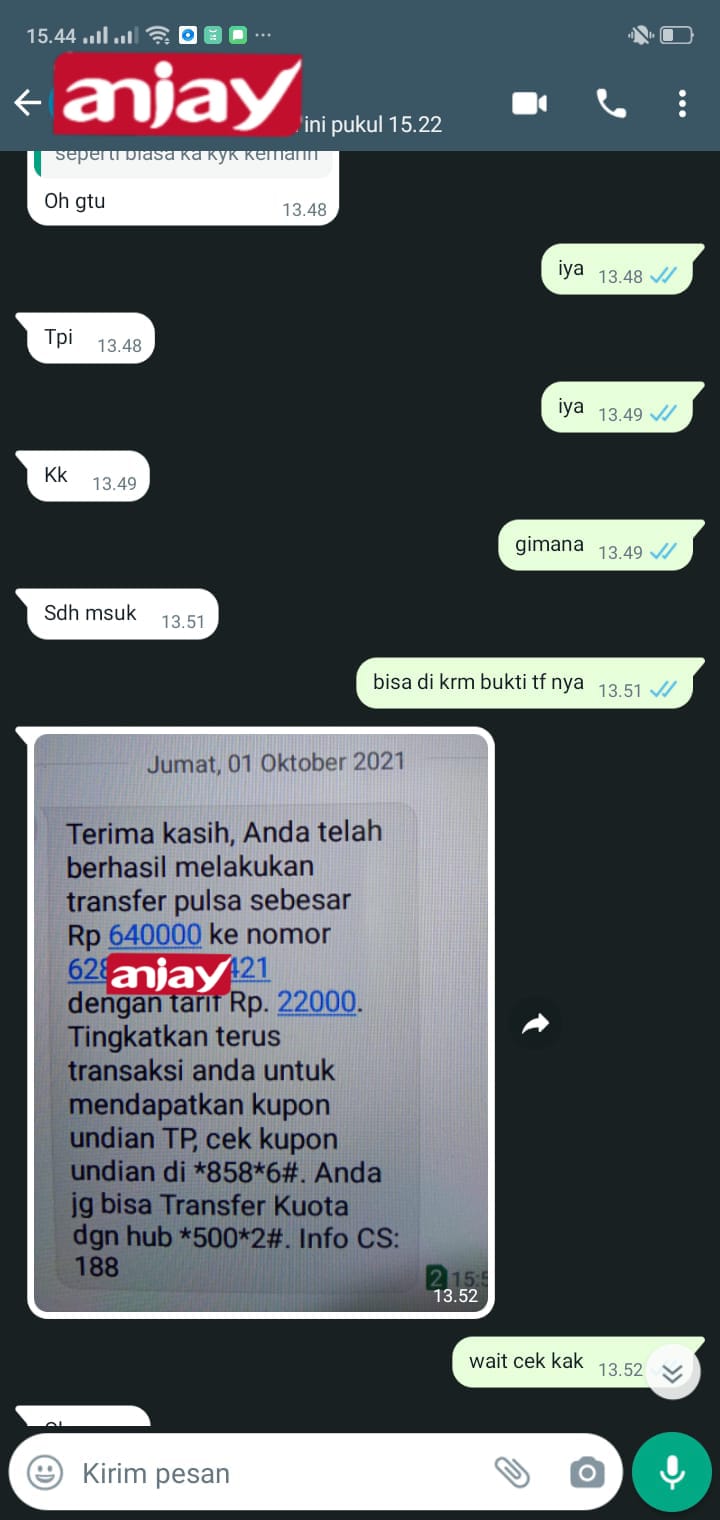 15.44
anjay
ini pukul 15.22
seperti biasa ka kyk kemarin
Oh gtu
13.48
iya 13.48
Tpi 13.48
iya 13.49
Kk 13.49
gimana 13.49
Sdh msuk 13.51
bisa di krm bukti tf nya 13.51
Jumat, 01 Oktober 2021
Terima kasih, Anda telah
berhasil melakukan
transfer pulsa sebesar
Rp 640000 ke nomor
628 anjay 421
dengan tarif Rp. 22000.
Tingkatkan terus
transaksi anda untuk
mendapatkan kupon
undian TP, cek kupon
undian di *858*6#. Anda
jg bisa Transfer Kuota
dgn hub *500*2#. Info CS:
188
2 15:5
13.52
wait cek kak 13.52
Kirim pesan